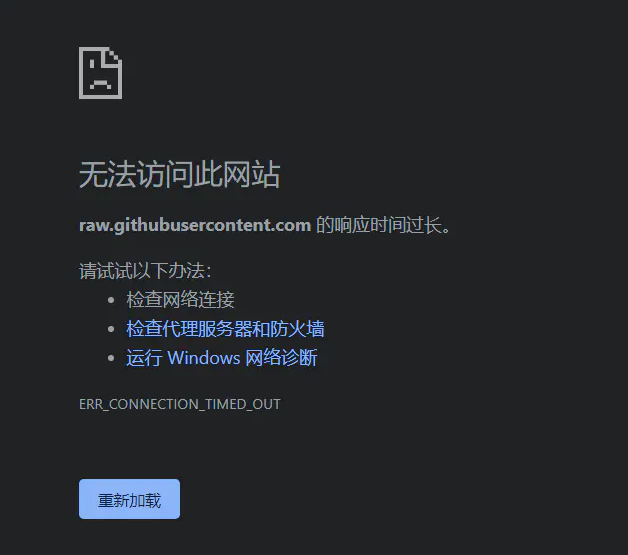 无法访问此网站
raw.githubusercontent.com 的响应时间过长。
请试试以下办法：
检查网络连接
检查代理服务器和防火墙
运行 Windows 网络诊断
ERR_CONNECTION_TIMED_OUT
重新加载